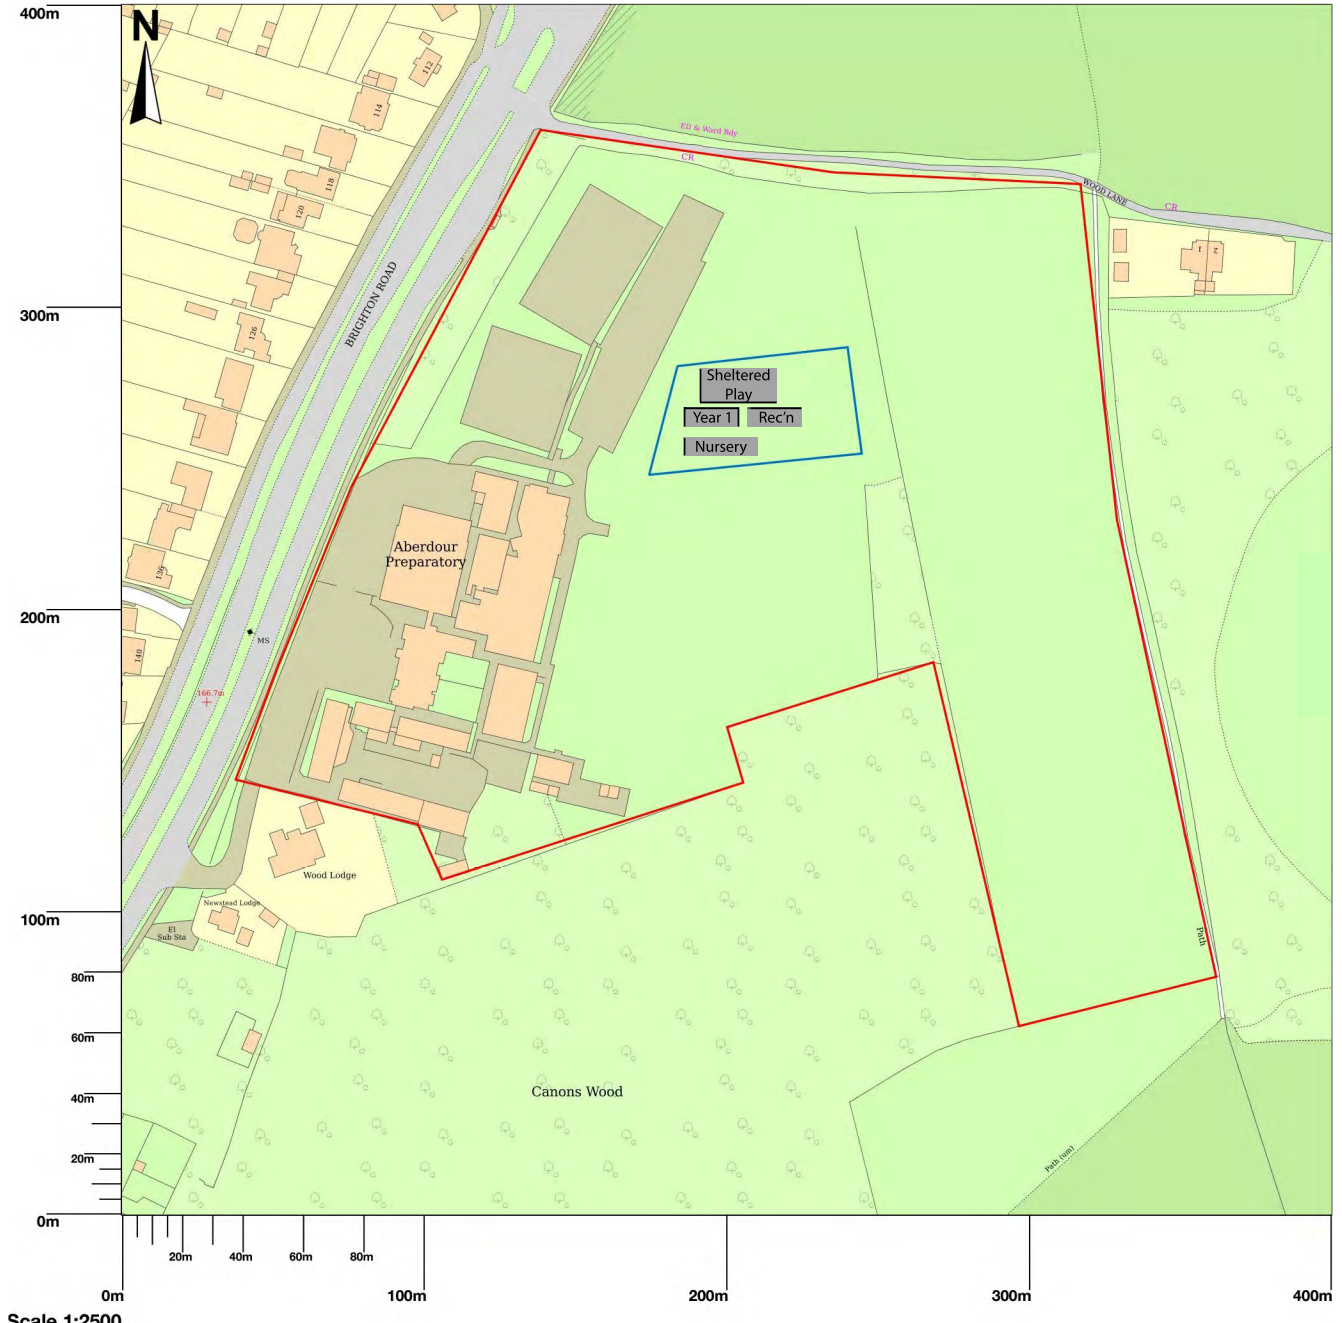 400m
N
112
114
118
120
126
136
140
ED & Ward Bdy
CR
WOOD LANE
CR
1
2
BRIGHTON ROAD
300m
Sheltered
Play
Year 1
Rec'n
Nursery
Aberdour
Preparatory
200m
MS
166.7m
Wood Lodge
Newstead Lodge
El
Sub Sta
100m
Path
80m
60m
Canons Wood
40m
Path (um)
20m
0m
20m
40m
60m
80m
0m
100m
200m
300m
400m
Scale 1:2500